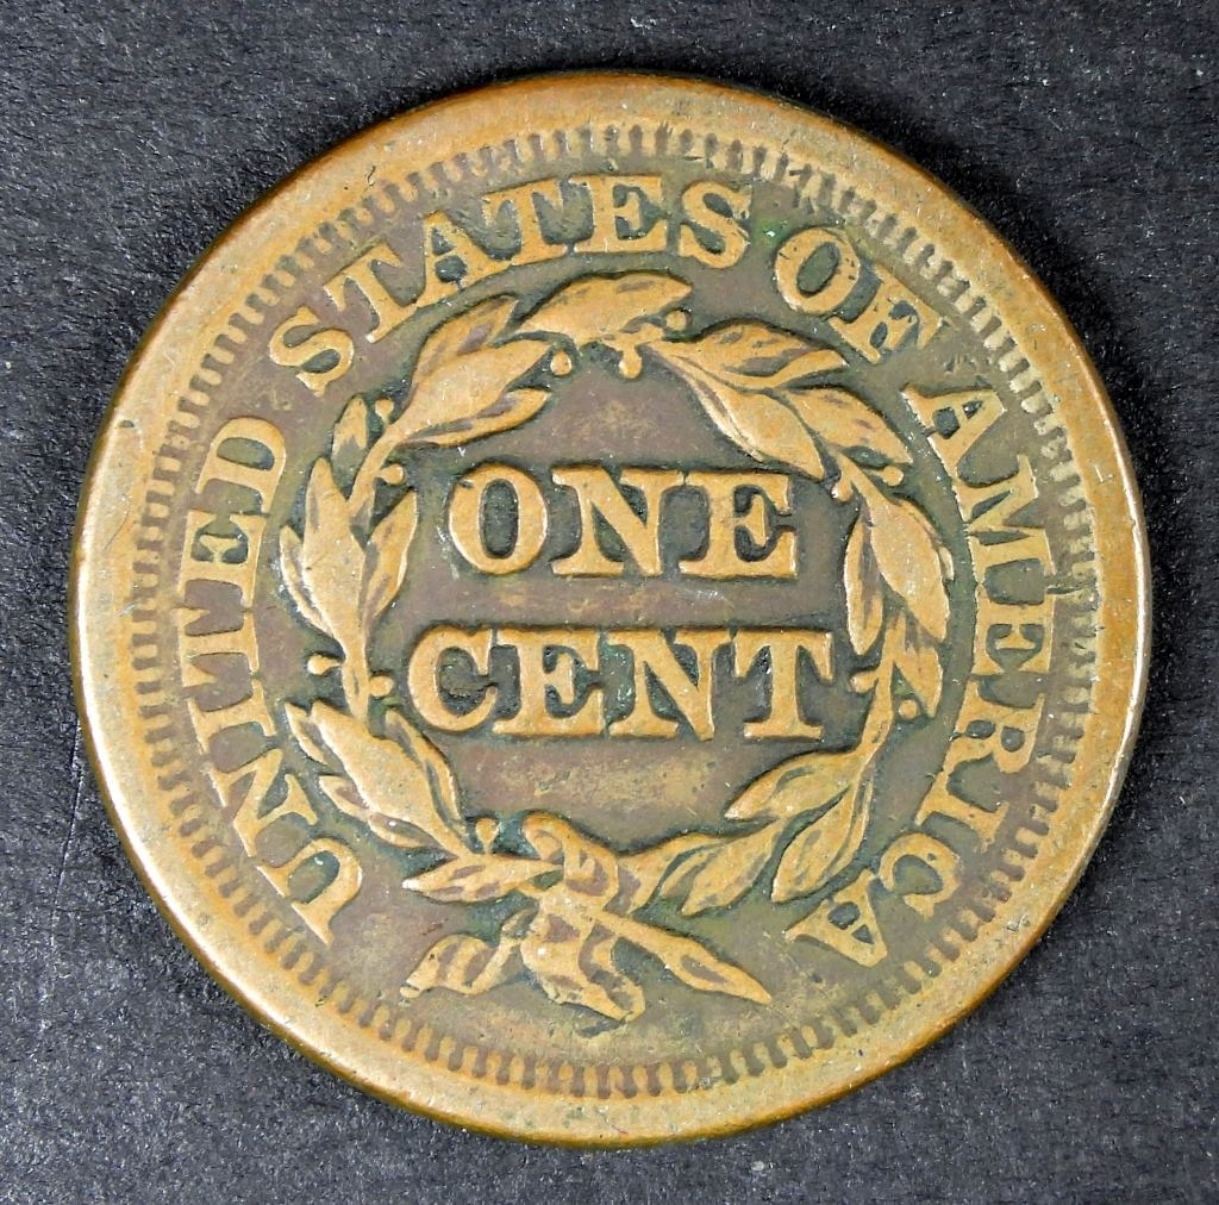 UNITED STATES OF AMERICA
ONE
CENT